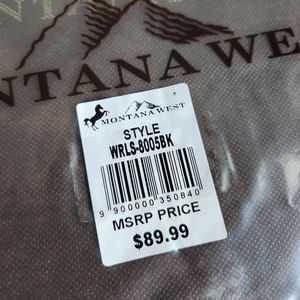 NTANA WE
MONTANA WEST
STYLE
WRLS-8005BK
9 900000 350840
MSRP PRICE
$89.99